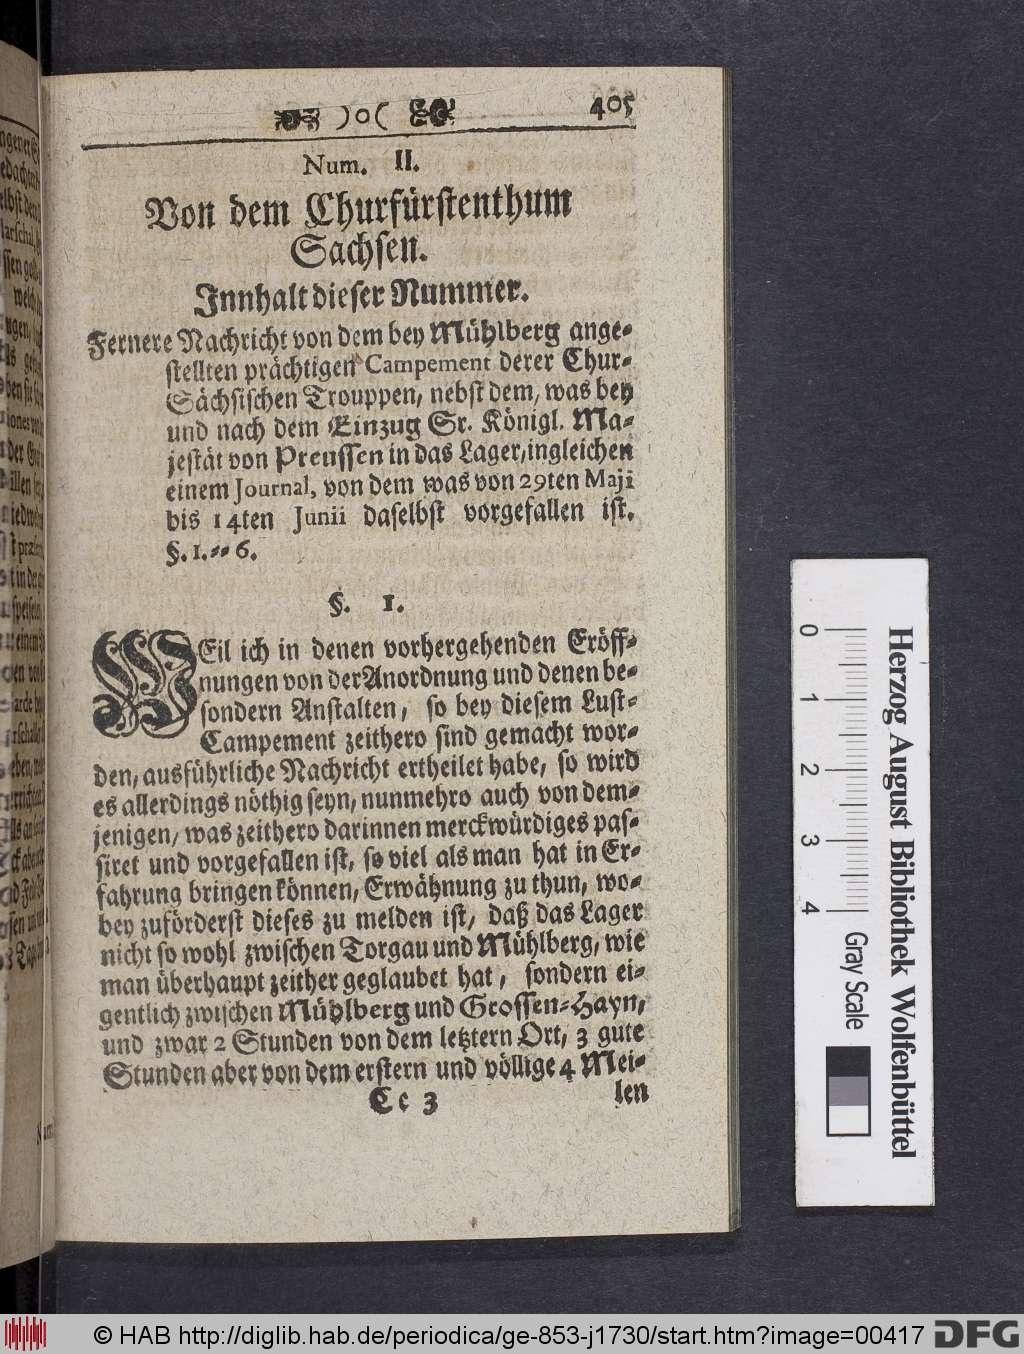 )o( 405
Num. II.
Von dem Churfürstenthum
Sachsen.
Innhalt dieser Nummer.
Fernere Nachricht von dem bey Mühlberg ange-
stellten prächtigen Campement derer Chur-
Sächsischen Trouppen, nebst dem, was bey
und nach dem Einzug Sr. Königl. Ma-
jestät von Preussen in das Lager, ingleichen
einem Journal, von dem was von 29ten Maji
bis 14ten Junii daselbst vorgefallen ist.
§. 1.-- 6.
§. 1.
WEil ich in denen vorhergehenden Eröff-
nungen von der Anordnung und denen be-
sondern Anstalten, so bey diesem Lust-
Campement zeithero sind gemacht wor-
den, ausführliche Nachricht ertheilet habe, so wird
es allerdings nöthig seyn, nunmehro auch von dem-
jenigen, was zeithero darinnen merckwürdiges pas-
siret und vorgefallen ist, so viel als man hat in Er-
fahrung bringen können, Erwähnung zu thun, wo-
bey zuförderst dieses zu melden ist, daß das Lager
nicht so wohl zwischen Torgau und Mühlberg, wie
man überhaupt zeither geglaubet hat, sondern ei-
gentlich zwischen Mühlberg und Grossen-Hayn,
und zwar 2 Stunden von dem letztern Ort, 3 gute
Stunden aber von dem erstern und völlige 4 Mei-
Cc 3 len
0 1 2 3 4
Herzog August Bibliothek Wolfenbüttel
Gray Scale
© HAB http://diglib.hab.de/periodica/ge-853-j1730/start.htm?image=00417 DFG